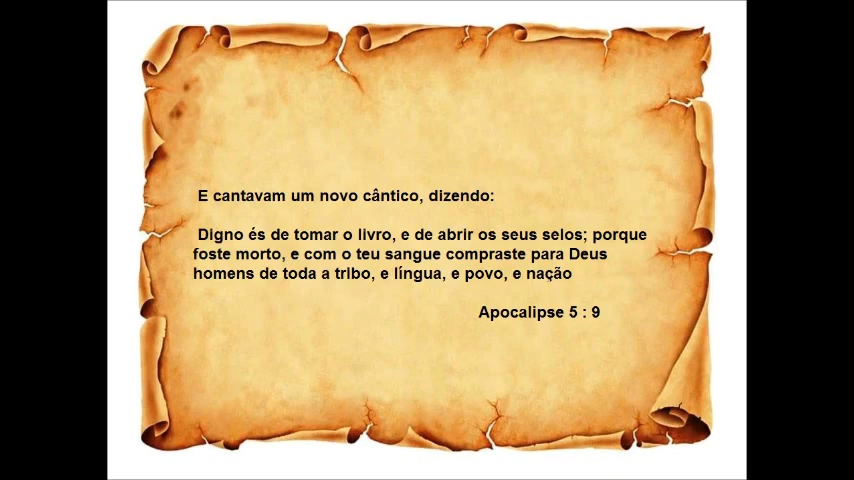 E cantavam um novo cântico, dizendo:
Digno és de tomar o livro, e de abrir os seus selos; porque
foste morto, e com o teu sangue compraste para Deus
homens de toda a tribo, e língua, e povo, e nação
Apocalipse 5 : 9